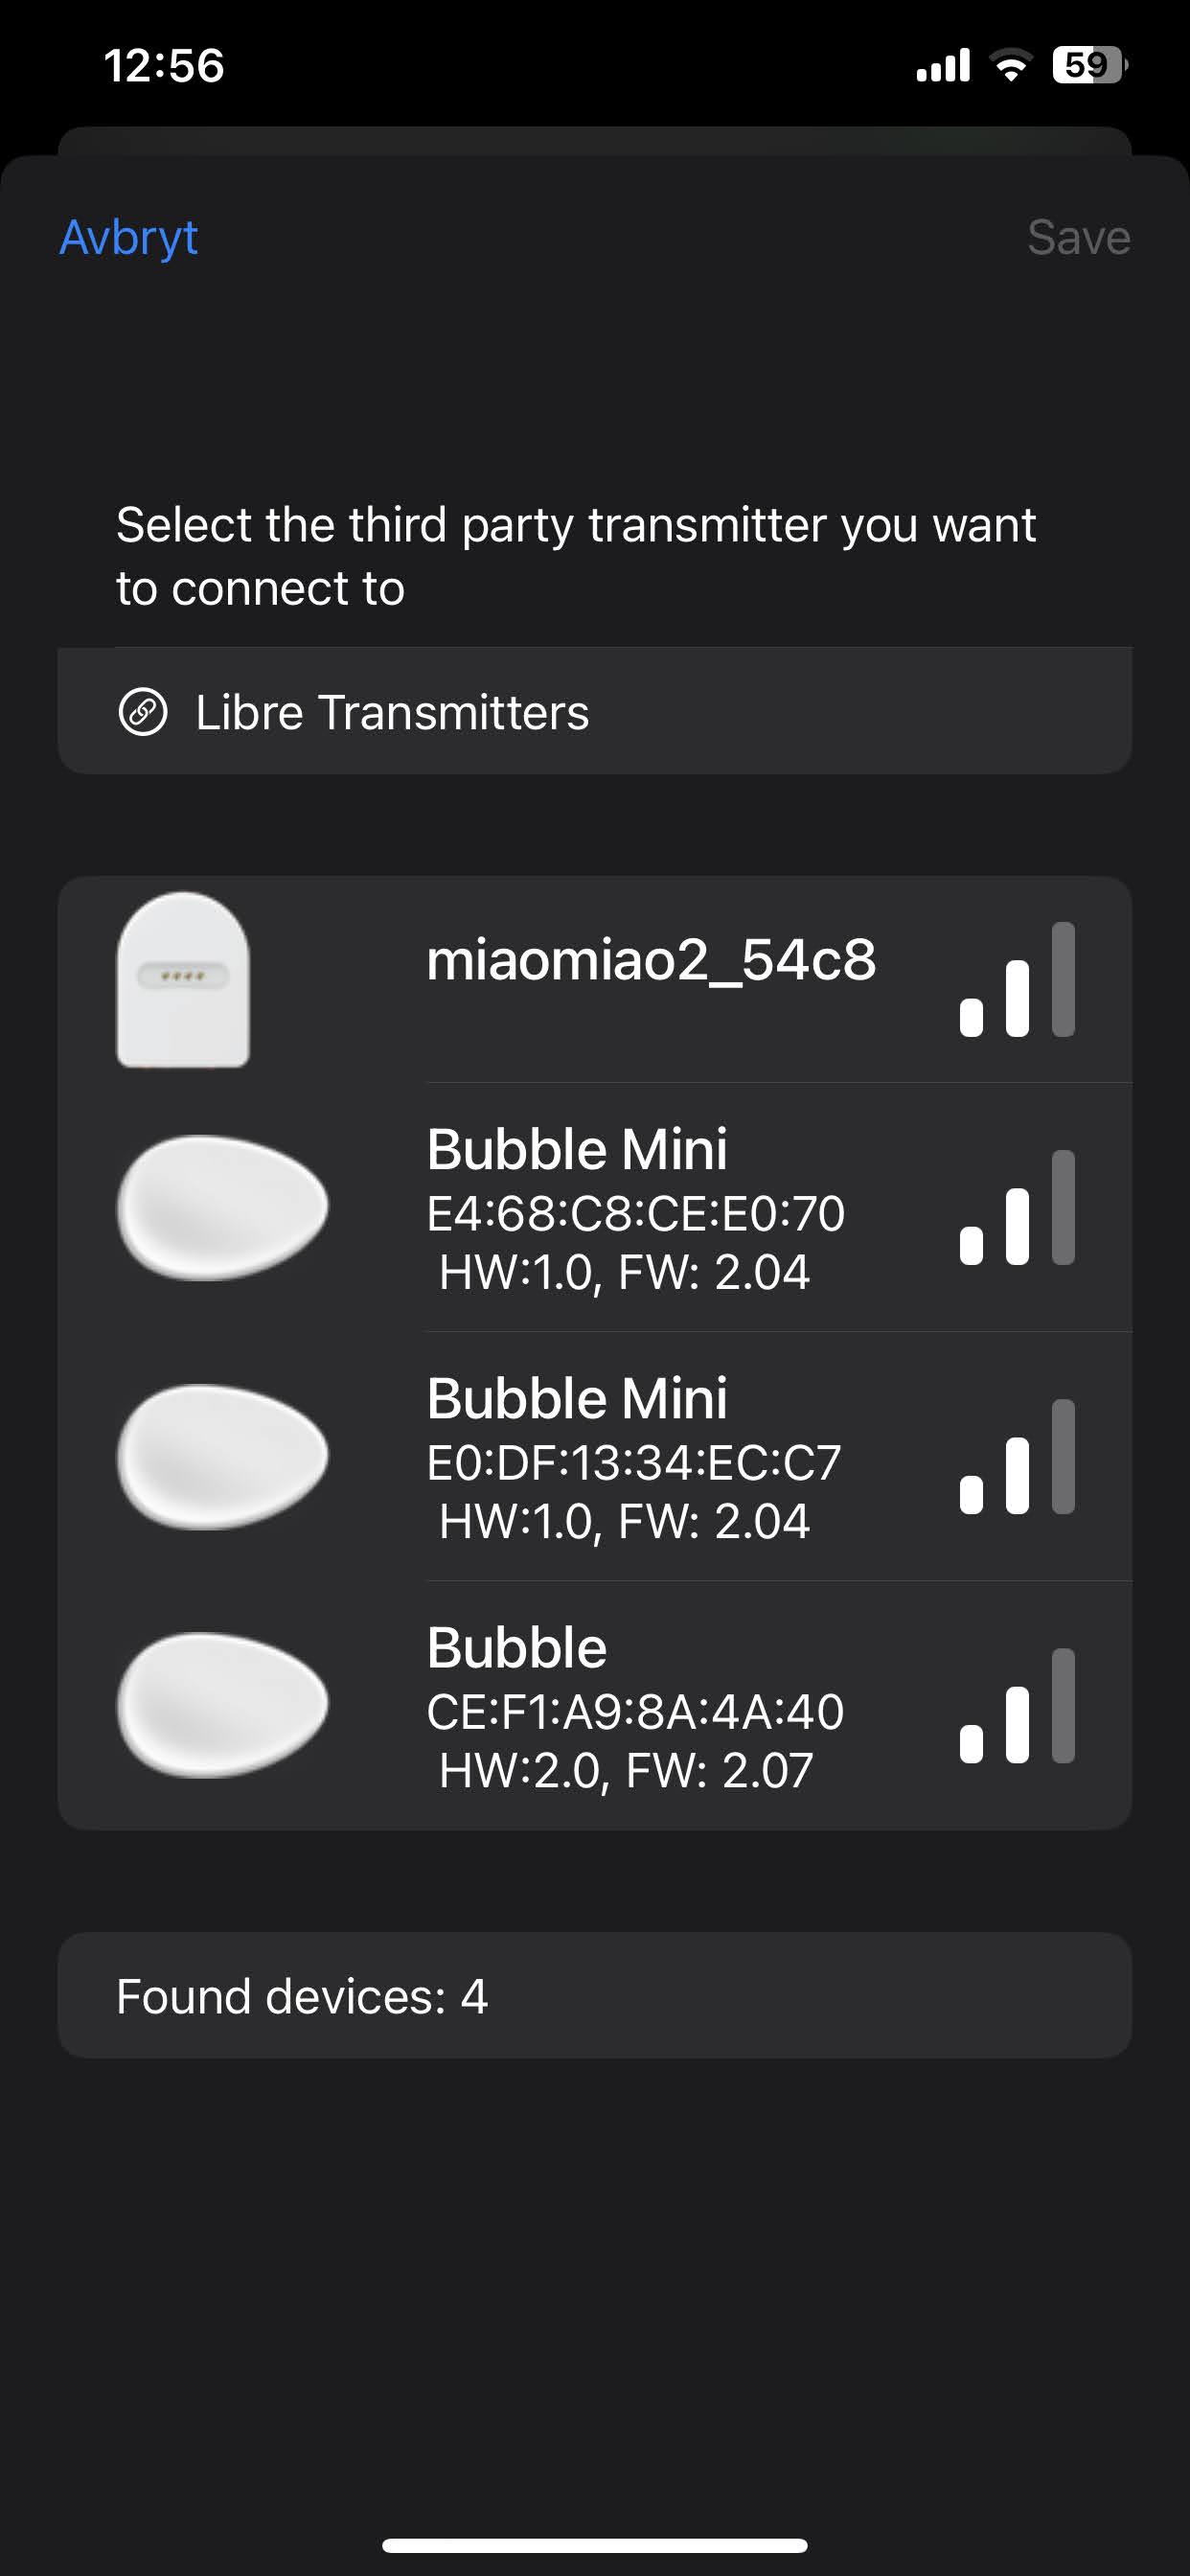 12:56
59
Avbryt
Save
Select the third party transmitter you want
to connect to
Libre Transmitters
miaomiao2_54c8
Bubble Mini
E4:68:C8:CE:E0:70
HW:1.0, FW: 2.04
Bubble Mini
E0:DF:13:34:EC:C7
HW:1.0, FW: 2.04
Bubble
CE:F1:A9:8A:4A:40
HW:2.0, FW: 2.07
Found devices: 4